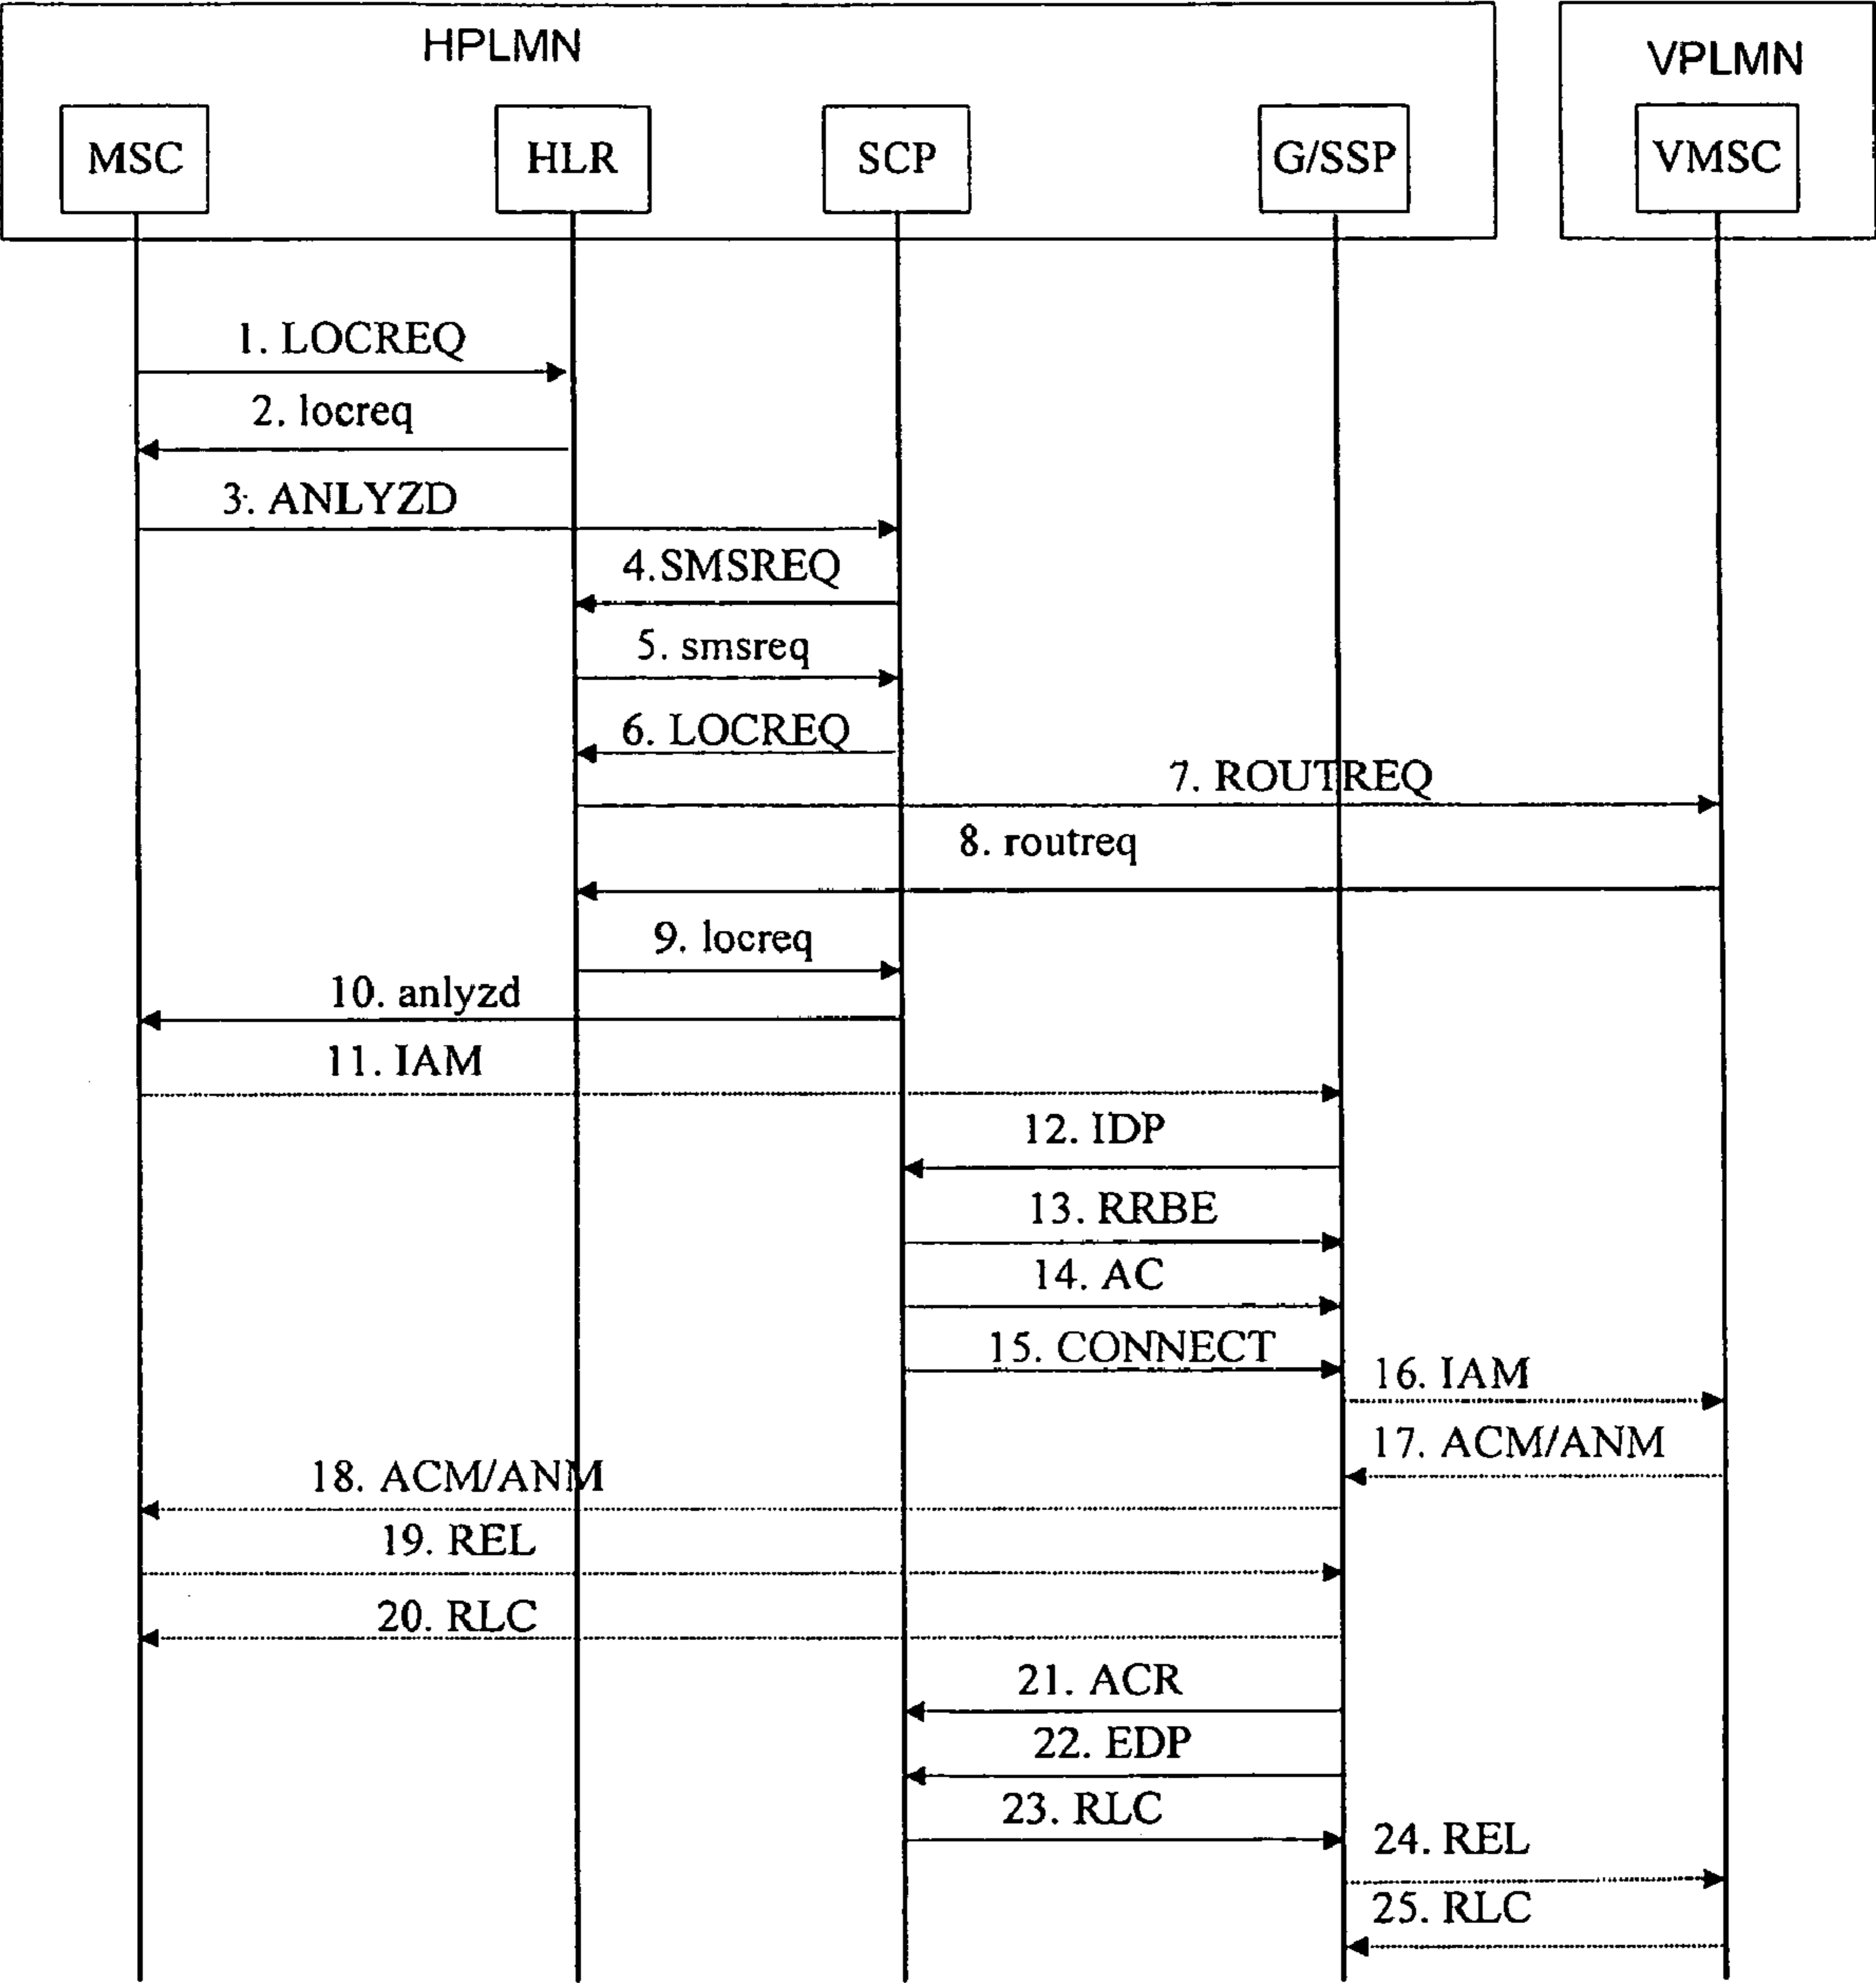 HPLMN
VPLMN
MSC
HLR
SCP
G/SSP
VMSC
1. LOCREQ
2. locreq
3. ANLYZD
4.SMSREQ
5. smsreq
6. LOCREQ
7. ROUTREQ
8. routreq
9. locreq
10. anlyzd
11. IAM
12. IDP
13. RRBE
14. AC
15. CONNECT
16. IAM
17. ACM/ANM
18. ACM/ANM
19. REL
20. RLC
21. ACR
22. EDP
23. RLC
24. REL
25. RLC